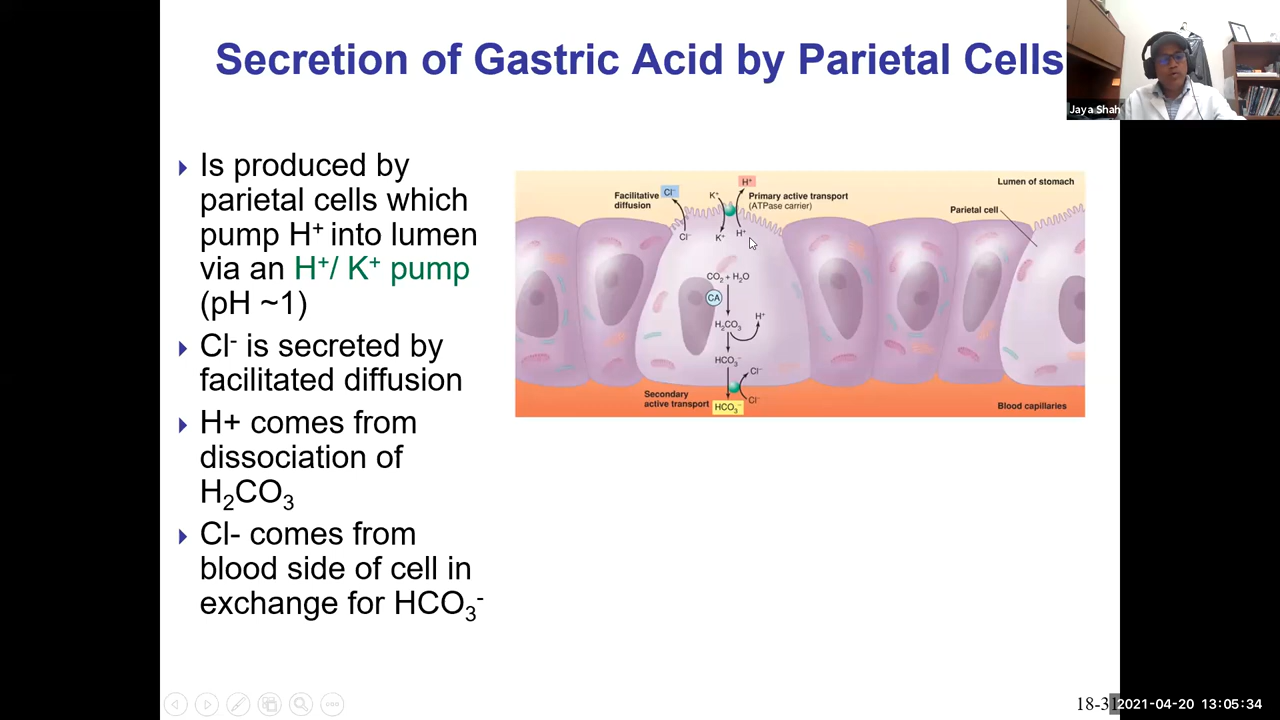 Secretion of Gastric Acid by Parietal Cells
Jaya Shah
Is produced by
parietal cells which
pump H⁺ into lumen
via an H⁺/ K⁺ pump
(pH ~1)
Cl⁻ is secreted by
facilitated diffusion
H+ comes from
dissociation of
H₂CO₃
Cl- comes from
blood side of cell in
exchange for HCO₃⁻
Facilitative
diffusion
Cl⁻
Cl⁻
K⁺
K⁺
H⁺
H⁺
Primary active transport
(ATPase carrier)
Lumen of stomach
Parietal cell
CO₂ + H₂O
CA
H₂CO₃
H⁺
HCO₃⁻
Cl⁻
Secondary
active transport
HCO₃⁻
Cl⁻
Blood capillaries
18-31
2021-04-20 13:05:34